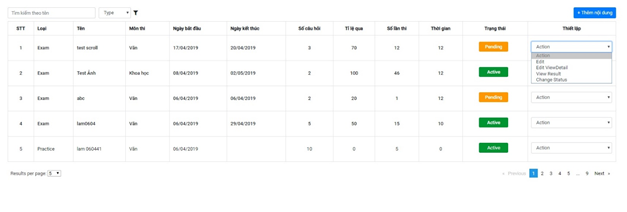 Tìm kiếm theo tên Type + Thêm nội dung
STT Loại Tên Môn thi Ngày bắt đầu Ngày kết thúc Số câu hỏi Tỉ lệ qua Số lần thi Thời gian Trạng thái Thiết lập
1 Exam test scroll Văn 17/04/2019 20/04/2019 3 70 12 12 Pending Action
Action
Edit
Edit ViewDetail
View Result
Change Status
2 Exam Test Ảnh Khoa học 08/04/2019 02/05/2019 2 100 46 12 Active
3 Exam abc Văn 06/04/2019 06/04/2019 2 20 1 12 Pending Action
4 Exam lam0604 Văn 06/04/2019 29/04/2019 5 50 15 10 Active Action
5 Practice lam 060441 Văn 06/04/2019 10 0 5 0 Active Action
Results per page: 5 « Previous 1 2 3 4 5 ... 9 Next »